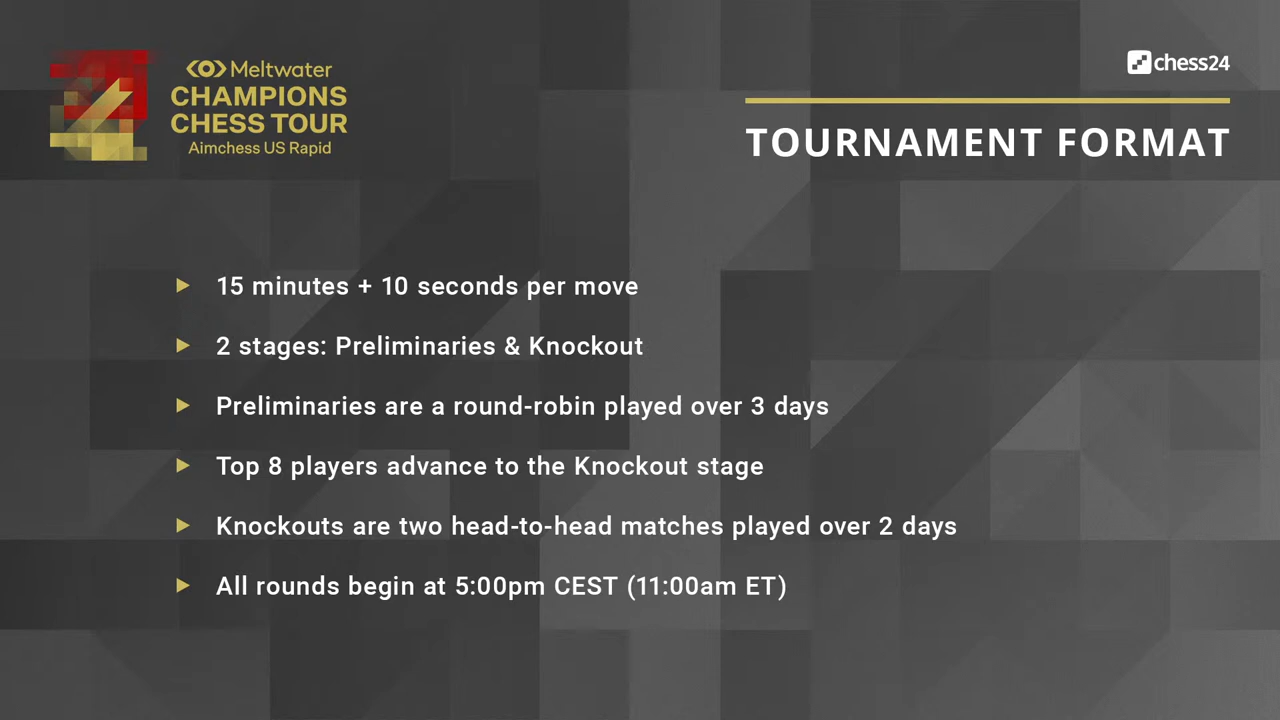 Meltwater
CHAMPIONS
CHESS TOUR
Aimchess US Rapid
chess24
TOURNAMENT FORMAT
15 minutes + 10 seconds per move
2 stages: Preliminaries & Knockout
Preliminaries are a round-robin played over 3 days
Top 8 players advance to the Knockout stage
Knockouts are two head-to-head matches played over 2 days
All rounds begin at 5:00pm CEST (11:00am ET)